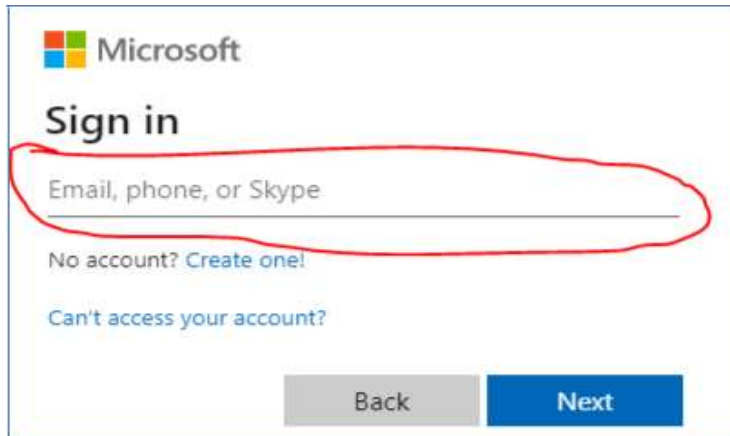 Microsoft
Sign in
Email, phone, or Skype
No account? Create one!
Can't access your account?
Back Next